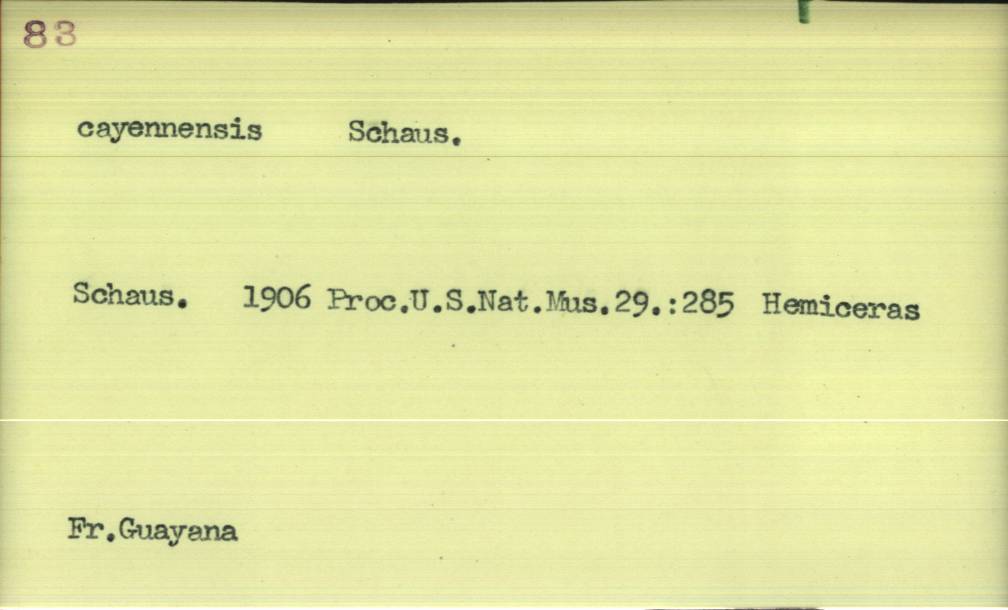 83
cayennensis Schaus.
Schaus. 1906 Proc.U.S.Nat.Mus.29.:285 Hemiceras
Fr.Guayana